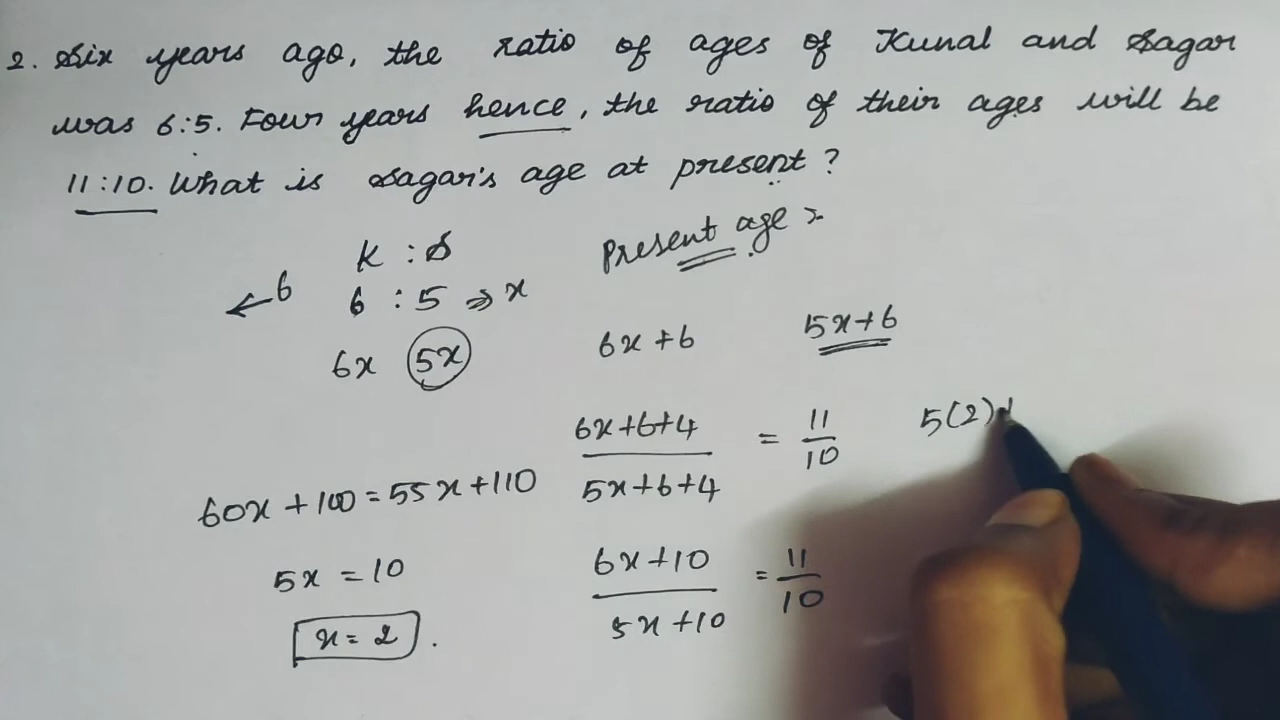 2. Six years ago, the ratio of ages of Kunal and Sagar
was 6:5. Four years hence, the ratio of their ages will be
11:10. What is Sagar's age at present?
K : S
Present age
← 6
6 : 5 ⇒ x
6x 5x
6x+6
5x+6
6x+6+4
5x+6+4
= 11
10
5(2)
60x + 100 = 55x + 110
5x = 10
x = 2 .
6x+10
5x+10
= 11
10